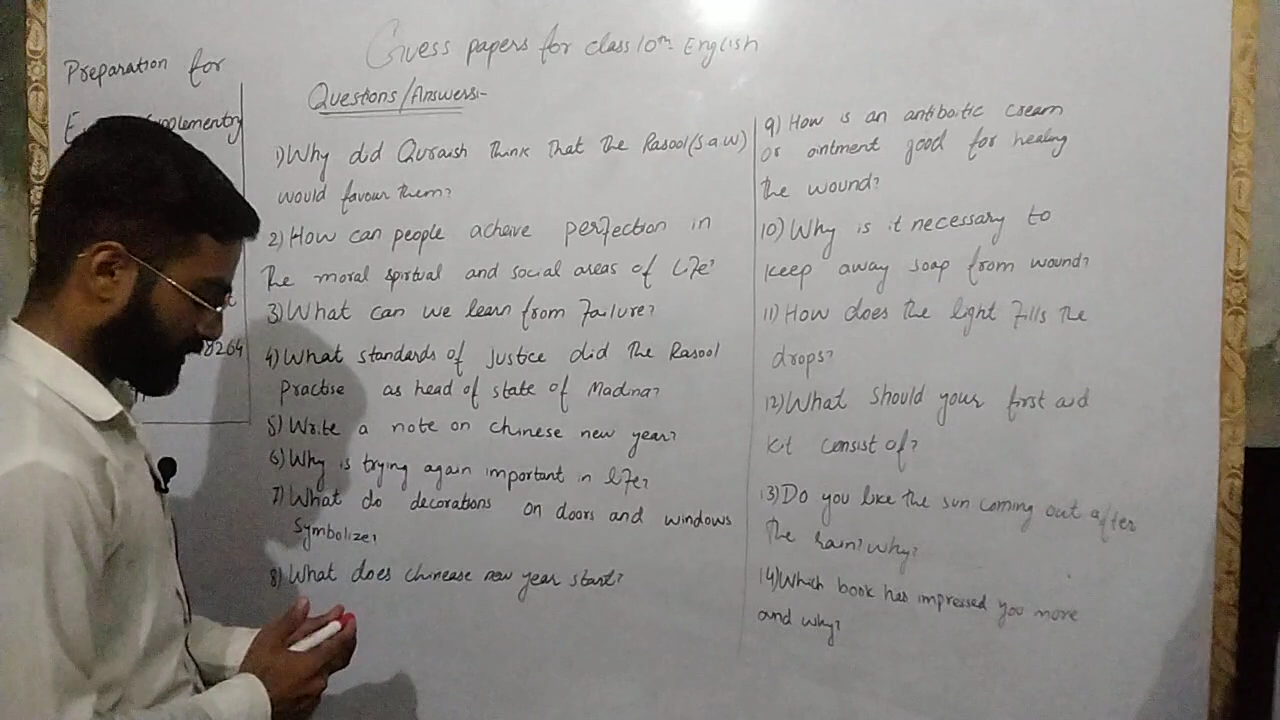 Guess papers for class 10th English
Preparation for
Questions/Answers:-
1) Why did Quraish think that the Rasool (S a W)
would favour them?
2) How can people acheive perfection in
the moral spirtual and social areas of life?
3) What can we learn from failure?
4) What standards of justice did the Rasool
Practise as head of state of Madina?
5) Write a note on chinese new year?
6) Why is trying again important in life?
7) What do decorations on doors and windows
Symbolize?
8) What does chinease new year start?
9) How is an antiboitic cream
or ointment good for healing
the wound?
10) Why is it necessary to
keep away soap from wound?
11) How does the light fills the
drops?
12) What should your first aid
kit consist of?
13) Do you like the sun coming out after
the rain? why?
14) Which book has impressed you more
and why?
8264